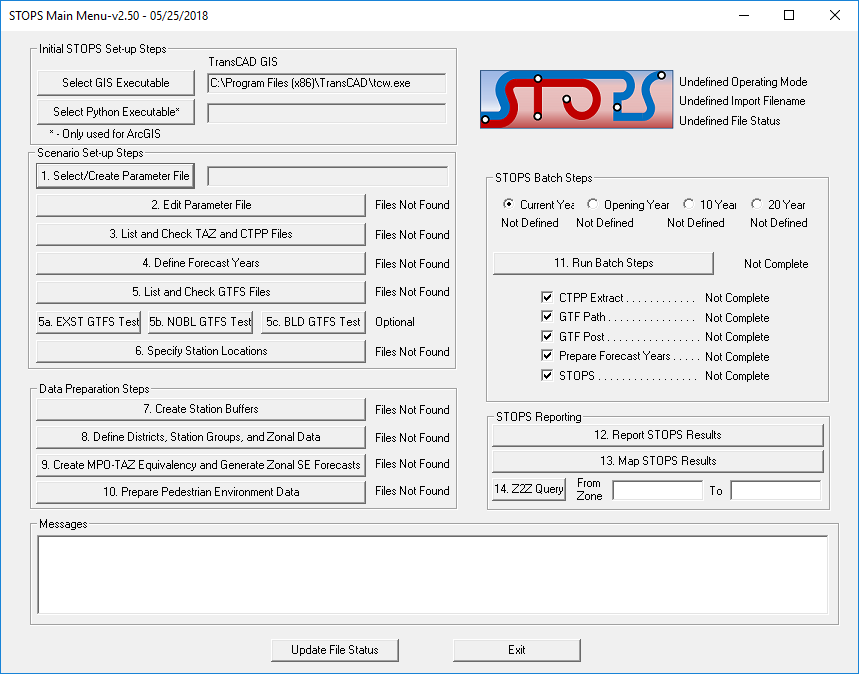 STOPS Main Menu-v2.50 - 05/25/2018
Initial STOPS Set-up Steps
TransCAD GIS
Select GIS Executable
C:\Program Files (x86)\TransCAD\tcw.exe
Select Python Executable*
* - Only used for ArcGIS
STOPS
Undefined Operating Mode
Undefined Import Filename
Undefined File Status
Scenario Set-up Steps
1. Select/Create Parameter File
2. Edit Parameter File Files Not Found
3. List and Check TAZ and CTPP Files Files Not Found
4. Define Forecast Years Files Not Found
5. List and Check GTFS Files Files Not Found
5a. EXST GTFS Test 5b. NOBL GTFS Test 5c. BLD GTFS Test Optional
6. Specify Station Locations Files Not Found
Data Preparation Steps
7. Create Station Buffers Files Not Found
8. Define Districts, Station Groups, and Zonal Data Files Not Found
9. Create MPO-TAZ Equivalency and Generate Zonal SE Forecasts Files Not Found
10. Prepare Pedestrian Environment Data Files Not Found
STOPS Batch Steps
Current Yea Opening Year 10 Year 20 Year
Not Defined Not Defined Not Defined Not Defined
11. Run Batch Steps Not Complete
CTPP Extract . . . . . . . . . . . . Not Complete
GTF Path . . . . . . . . . . . . . . . Not Complete
GTF Post . . . . . . . . . . . . . . . . Not Complete
Prepare Forecast Years . . . . . Not Complete
STOPS . . . . . . . . . . . . . . . . . Not Complete
STOPS Reporting
12. Report STOPS Results
13. Map STOPS Results
14. Z2Z Query From Zone To
Messages
Update File Status Exit